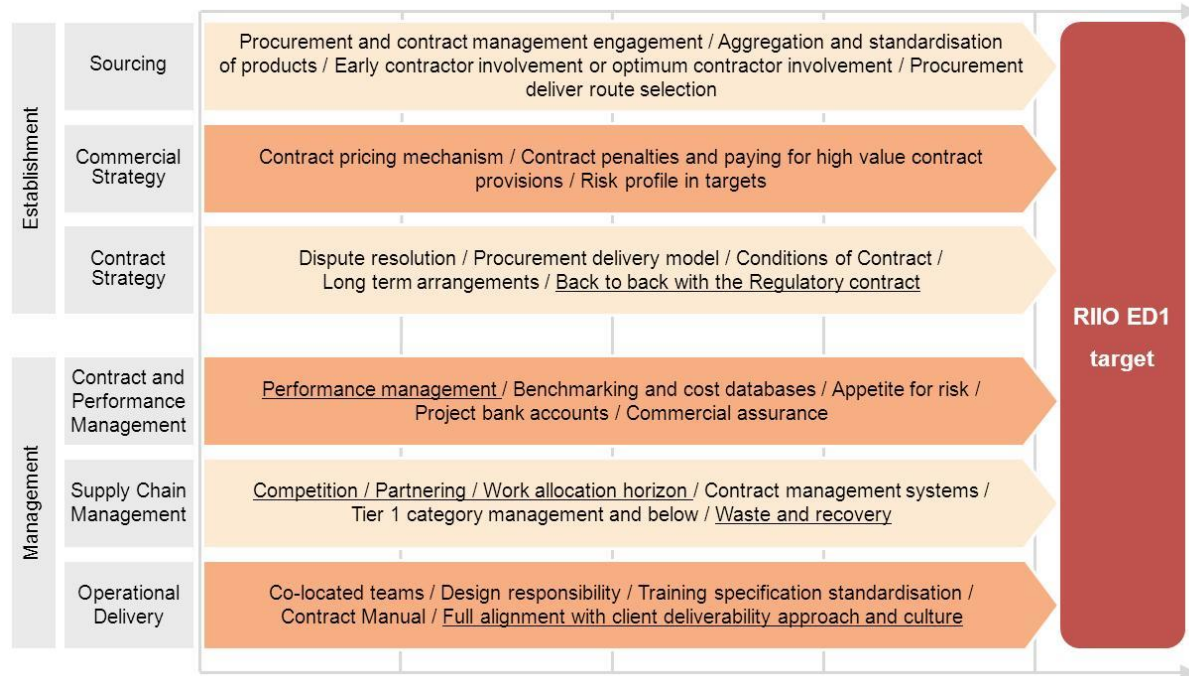 Establishment
Sourcing
Procurement and contract management engagement / Aggregation and standardisation
of products / Early contractor involvement or optimum contractor involvement / Procurement
deliver route selection
Commercial
Strategy
Contract pricing mechanism / Contract penalties and paying for high value contract
provisions / Risk profile in targets
Contract
Strategy
Dispute resolution / Procurement delivery model / Conditions of Contract /
Long term arrangements / Back to back with the Regulatory contract
Management
Contract and
Performance
Management
Performance management / Benchmarking and cost databases / Appetite for risk /
Project bank accounts / Commercial assurance
Supply Chain
Management
Competition / Partnering / Work allocation horizon / Contract management systems /
Tier 1 category management and below / Waste and recovery
Operational
Delivery
Co-located teams / Design responsibility / Training specification standardisation /
Contract Manual / Full alignment with client deliverability approach and culture
RIIO ED1
target